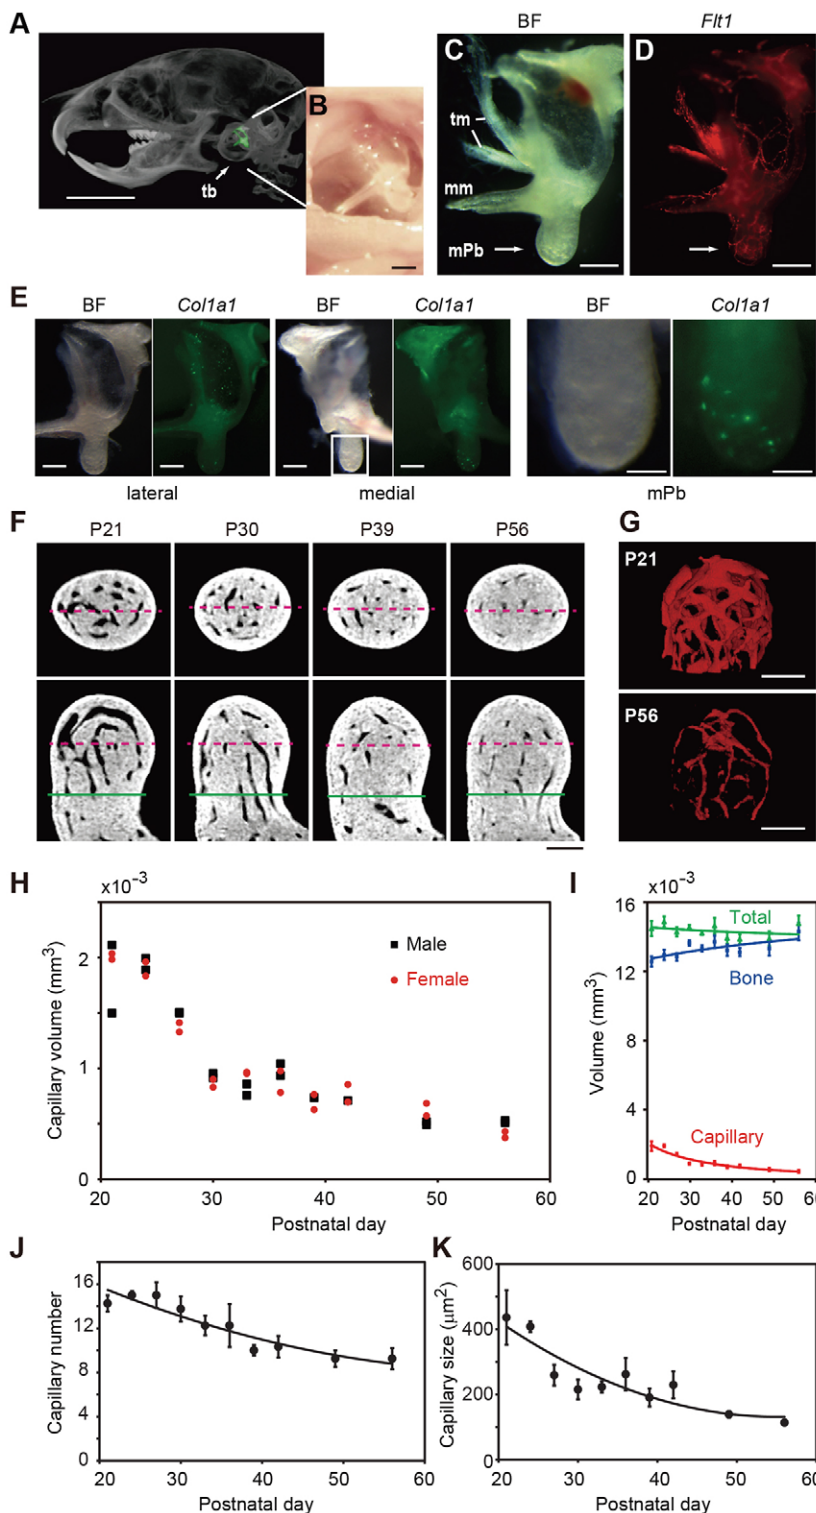 A
B
tb
BF
Flt1
C
D
tm
mm
mPb
E
BF
Col1a1
BF
Col1a1
BF
Col1a1
lateral
medial
mPb
F
P21
P30
P39
P56
G
P21
P56
H
x10⁻³
2
1
0
Capillary volume (mm³)
Male
Female
20
30
40
50
60
Postnatal day
I
x10⁻³
16
12
8
4
0
Volume (mm³)
Total
Bone
Capillary
20
30
40
50
60
Postnatal day
J
16
12
8
4
0
Capillary number
20
30
40
50
60
Postnatal day
K
600
400
200
0
Capillary size (µm²)
20
30
40
50
60
Postnatal day